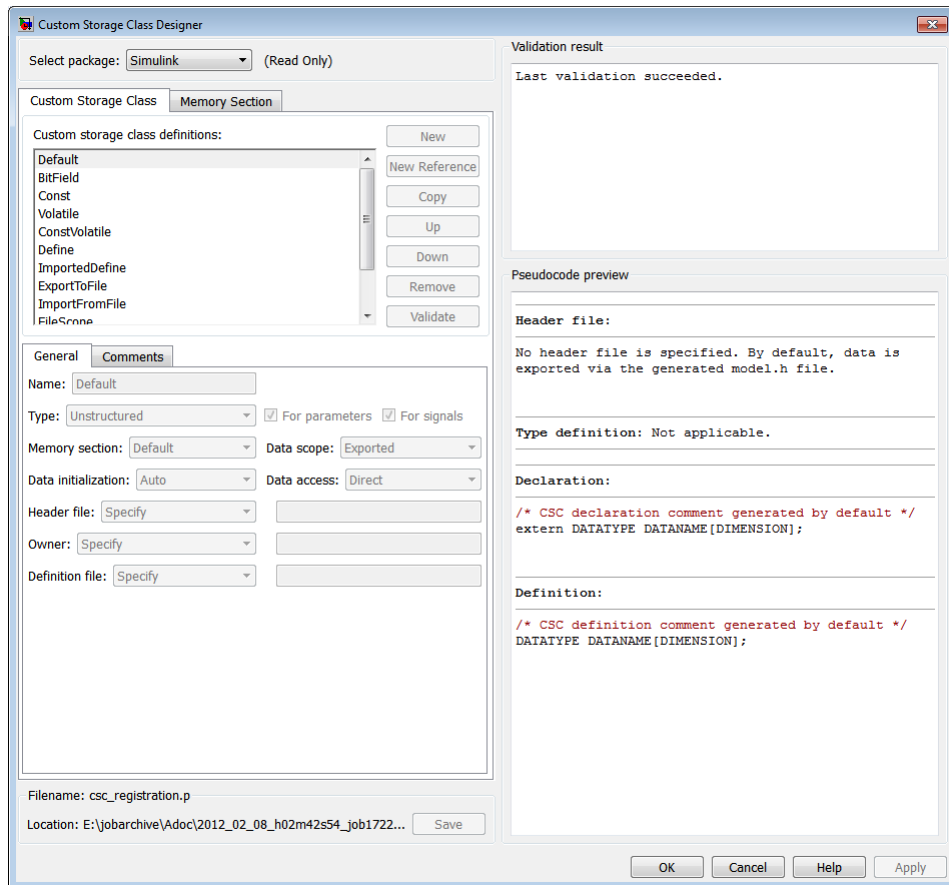 Custom Storage Class Designer
Select package: Simulink (Read Only)
Custom Storage Class Memory Section
Custom storage class definitions:
Default
BitField
Const
Volatile
ConstVolatile
Define
ImportedDefine
ExportToFile
ImportFromFile
FileScope
New
New Reference
Copy
Up
Down
Remove
Validate
General Comments
Name: Default
Type: Unstructured For parameters For signals
Memory section: Default Data scope: Exported
Data initialization: Auto Data access: Direct
Header file: Specify
Owner: Specify
Definition file: Specify
Filename: csc_registration.p
Location: E:\jobarchive\Adoc\2012_02_08_h02m42s54_job1722... Save
Validation result
Last validation succeeded.
Pseudocode preview
Header file:
No header file is specified. By default, data is
exported via the generated model.h file.
Type definition: Not applicable.
Declaration:
/* CSC declaration comment generated by default */
extern DATATYPE DATANAME[DIMENSION];
Definition:
/* CSC definition comment generated by default */
DATATYPE DATANAME[DIMENSION];
OK Cancel Help Apply